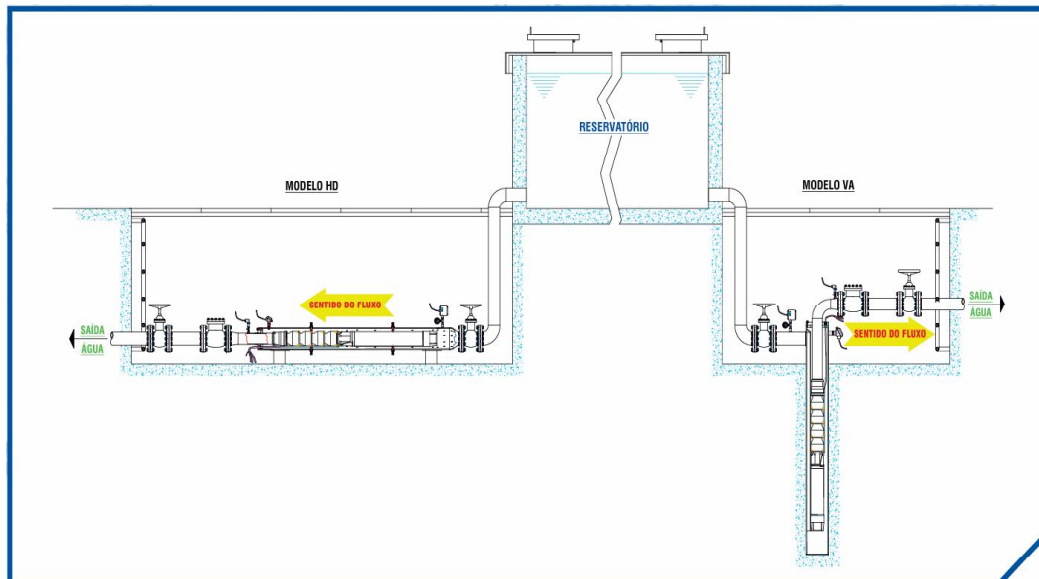 RESERVATÓRIO
MODELO HD
MODELO VA
SENTIDO DO FLUXO
SAÍDA
ÁGUA
SENTIDO DO FLUXO
SAÍDA
ÁGUA